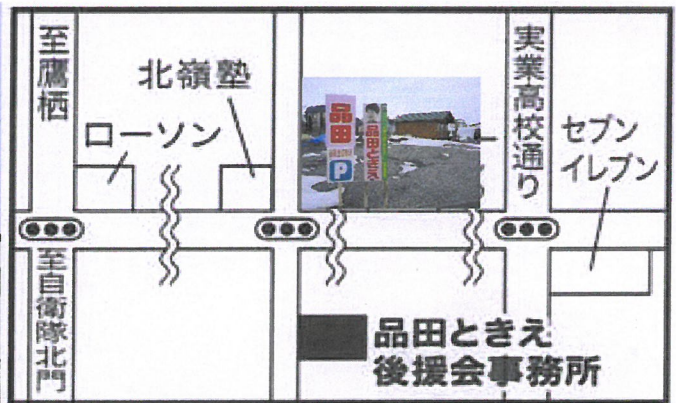 至鷹栖
北嶺塾
ローソン
品田
P
品田ときえ
実業高校通り
セブン
イレブン
至自衛隊北門
品田ときえ
後援会事務所